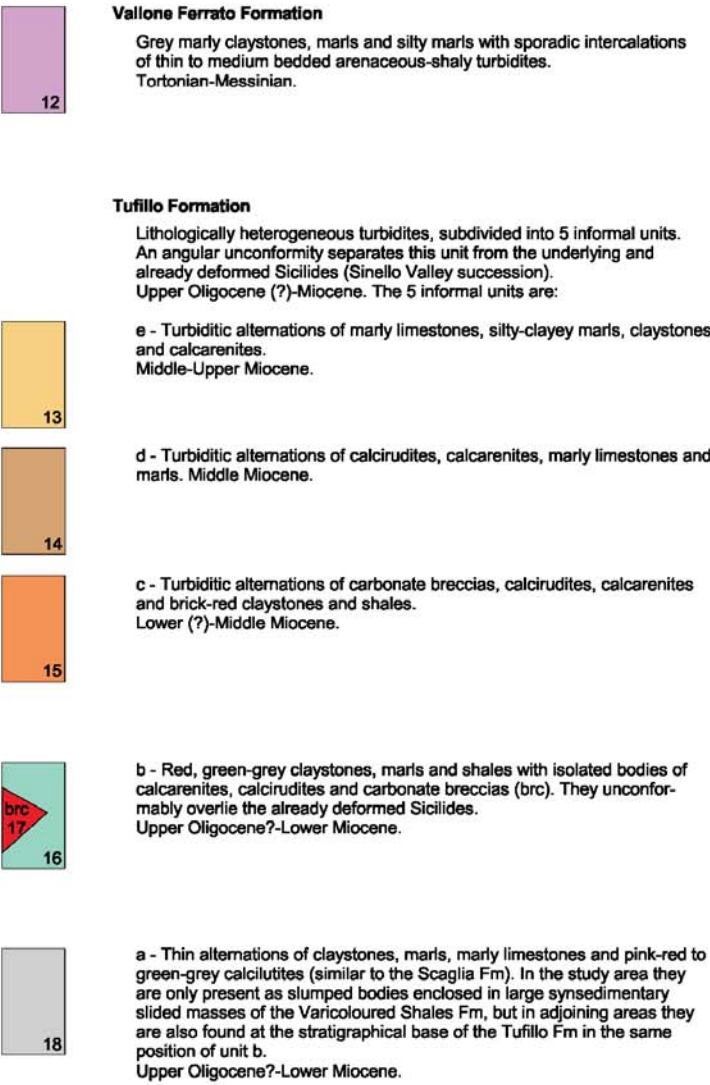 Vallone Ferrato Formation
Grey marly claystones, marls and silty marls with sporadic intercalations
of thin to medium bedded arenaceous-shaly turbidites.
Tortonian-Messinian.
12
Tufillo Formation
Lithologically heterogeneous turbidites, subdivided into 5 informal units.
An angular unconformity separates this unit from the underlying and
already deformed Sicilides (Sinello Valley succession).
Upper Oligocene (?)-Miocene. The 5 informal units are:
e - Turbiditic alternations of marly limestones, silty-clayey marls, claystones
and calcarenites.
Middle-Upper Miocene.
13
d - Turbiditic alternations of calcirudites, calcarenites, marly limestones and
marls. Middle Miocene.
14
c - Turbiditic alternations of carbonate breccias, calcirudites, calcarenites
and brick-red claystones and shales.
Lower (?)-Middle Miocene.
15
b - Red, green-grey claystones, marls and shales with isolated bodies of
calcarenites, calcirudites and carbonate breccias (brc). They unconfor-
mably overlie the already deformed Sicilides.
Upper Oligocene?-Lower Miocene.
brc
17
16
a - Thin alternations of claystones, marls, marly limestones and pink-red to
green-grey calcilutites (similar to the Scaglia Fm). In the study area they
are only present as slumped bodies enclosed in large synsedimentary
slided masses of the Varicoloured Shales Fm, but in adjoining areas they
are also found at the stratigraphical base of the Tufillo Fm in the same
position of unit b.
Upper Oligocene?-Lower Miocene.
18